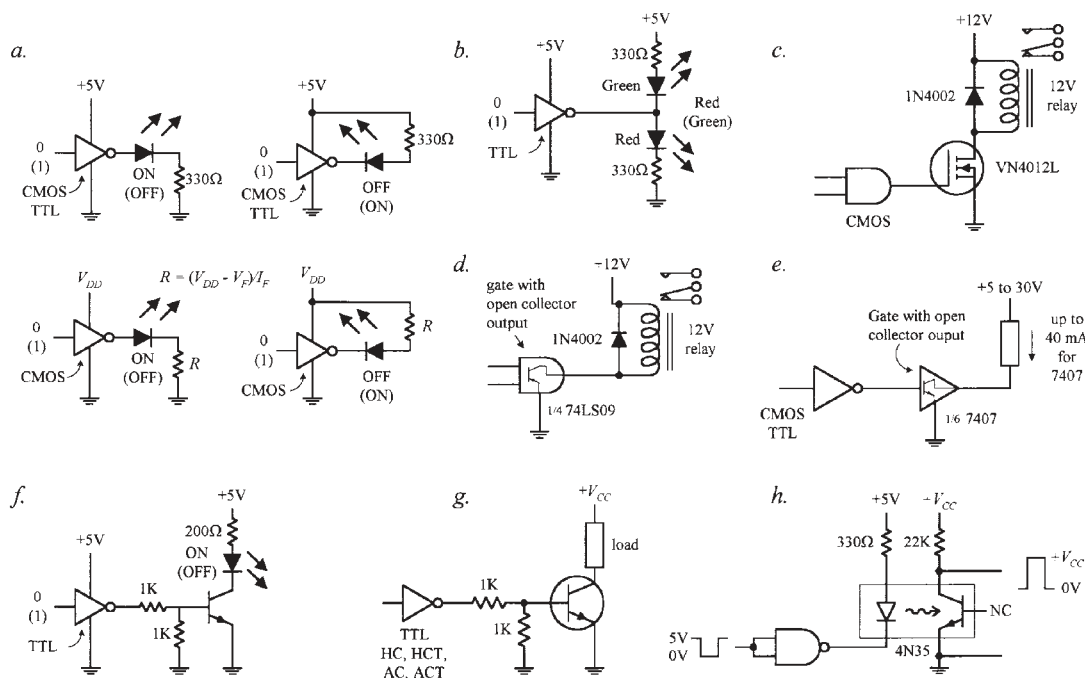 a.
+5V
0
(1)
ON
(OFF)
330Ω
CMOS
TTL
+5V
0
(1)
330Ω
OFF
(ON)
CMOS
TTL
V_DD
R = (V_DD - V_F)/I_F
0
(1)
ON
(OFF)
R
CMOS
V_DD
0
(1)
R
OFF
(ON)
CMOS
b.
+5V
+5V
330Ω
Green
0
(1)
Red
(Green)
Red
TTL
330Ω
c.
+12V
1N4002
12V
relay
VN4012L
CMOS
d.
+12V
gate with
open collector
output
1N4002
12V
relay
1/4 74LS09
e.
+5 to 30V
Gate with open
collector ouput
up to
40 mA
for
7407
CMOS
TTL
1/6 7407
f.
+5V
+5V
200Ω
ON
(OFF)
0
(1)
1K
1K
TTL
g.
+V_CC
load
1K
1K
TTL
HC, HCT,
AC, ACT
h.
+5V
+V_CC
330Ω
22K
+V_CC
0V
NC
5V
0V
4N35